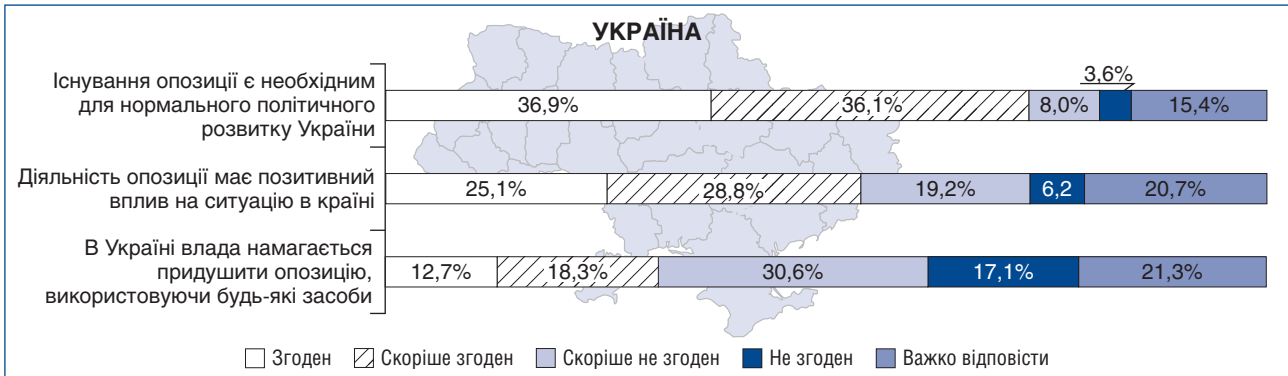 УКРАЇНА
Існування опозиції є необхідним
для нормального політичного
розвитку України
36,9%
36,1%
8,0%
3,6%
15,4%
Діяльність опозиції має позитивний
вплив на ситуацію в країні
25,1%
28,8%
19,2%
6,2
20,7%
В Україні влада намагається
придушити опозицію,
використовуючи будь-які засоби
12,7%
18,3%
30,6%
17,1%
21,3%
Згоден
Скоріше згоден
Скоріше не згоден
Не згоден
Важко відповісти